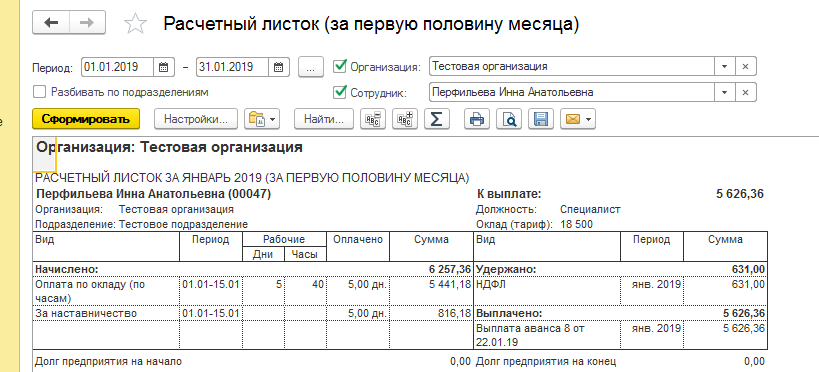 Расчетный листок (за первую половину месяца)
Период: 01.01.2019 – 31.01.2019 ... Организация: Тестовая организация
Разбивать по подразделениям Сотрудник: Перфильева Инна Анатольевна
Сформировать Настройки... Найти...
Организация: Тестовая организация
РАСЧЕТНЫЙ ЛИСТОК ЗА ЯНВАРЬ 2019 (ЗА ПЕРВУЮ ПОЛОВИНУ МЕСЯЦА)
Перфильева Инна Анатольевна (00047) К выплате: 5 626,36
Организация: Тестовая организация Должность: Специалист
Подразделение: Тестовое подразделение Оклад (тариф): 18 500
Вид Период Рабочие Оплачено Сумма Вид Период Сумма
Дни Часы
Начислено: 6 257,36 Удержано: 631,00
Оплата по окладу (по 01.01-15.01 5 40 5,00 дн. 5 441,18 НДФЛ янв. 2019 631,00
часам)
За наставничество 01.01-15.01 5,00 дн. 816,18 Выплачено: 5 626,36
Выплата аванса 8 от янв. 2019 5 626,36
22.01.19
Долг предприятия на начало 0,00 Долг предприятия на конец 0,00